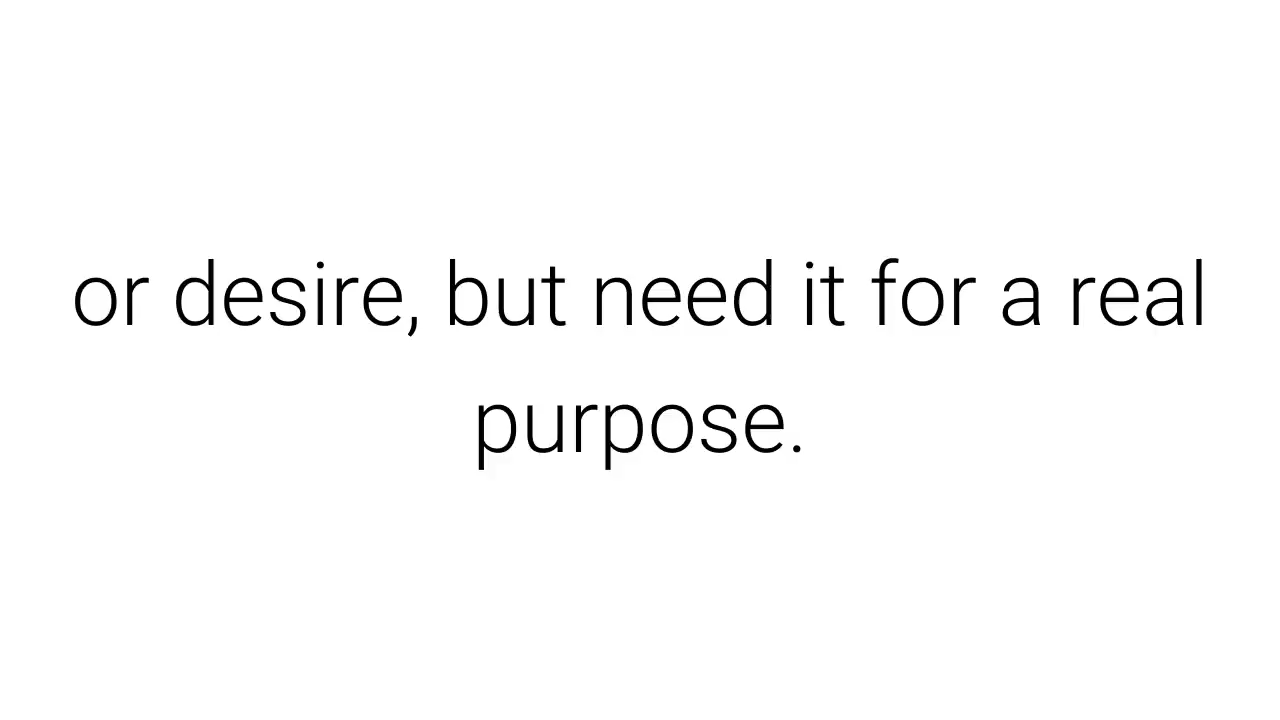 or desire, but need it for a real
purpose.